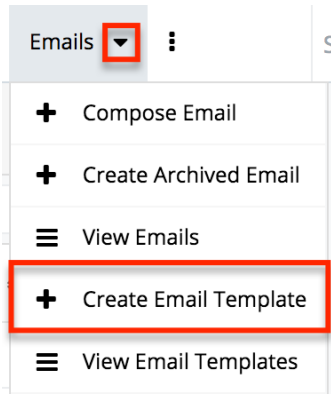 Emails
Compose Email
Create Archived Email
View Emails
Create Email Template
View Email Templates